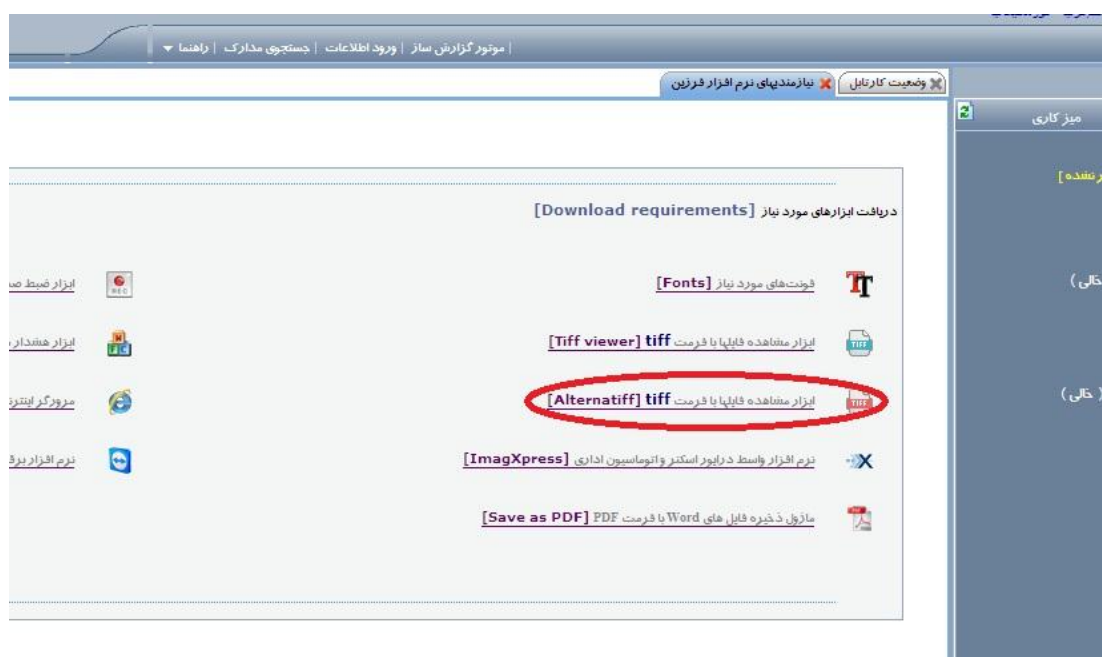 | موتور گزارش ساز | ورود اطلاعات | جستجوی مدارک | راهنما
وضعیت کارتابل
نیازمندیهای نرم افزار فرزین
میز کاری
دریافت ابزارهای مورد نیاز [Download requirements]
فونت‌های مورد نیاز [Fonts]
ابزار مشاهده فایلها با فرمت tiff [Tiff viewer]
ابزار مشاهده فایلها با فرمت tiff [Alternatiff]
نرم افزار واسط درایور اسکنر و اتوماسیون اداری [ImagXpress]
ماژول ذخیره فایل های Word با فرمت PDF [Save as PDF]
ابزار ضبط
ابزار هشدار
مرورگر
نرم افزار
خالی )
( خالی )